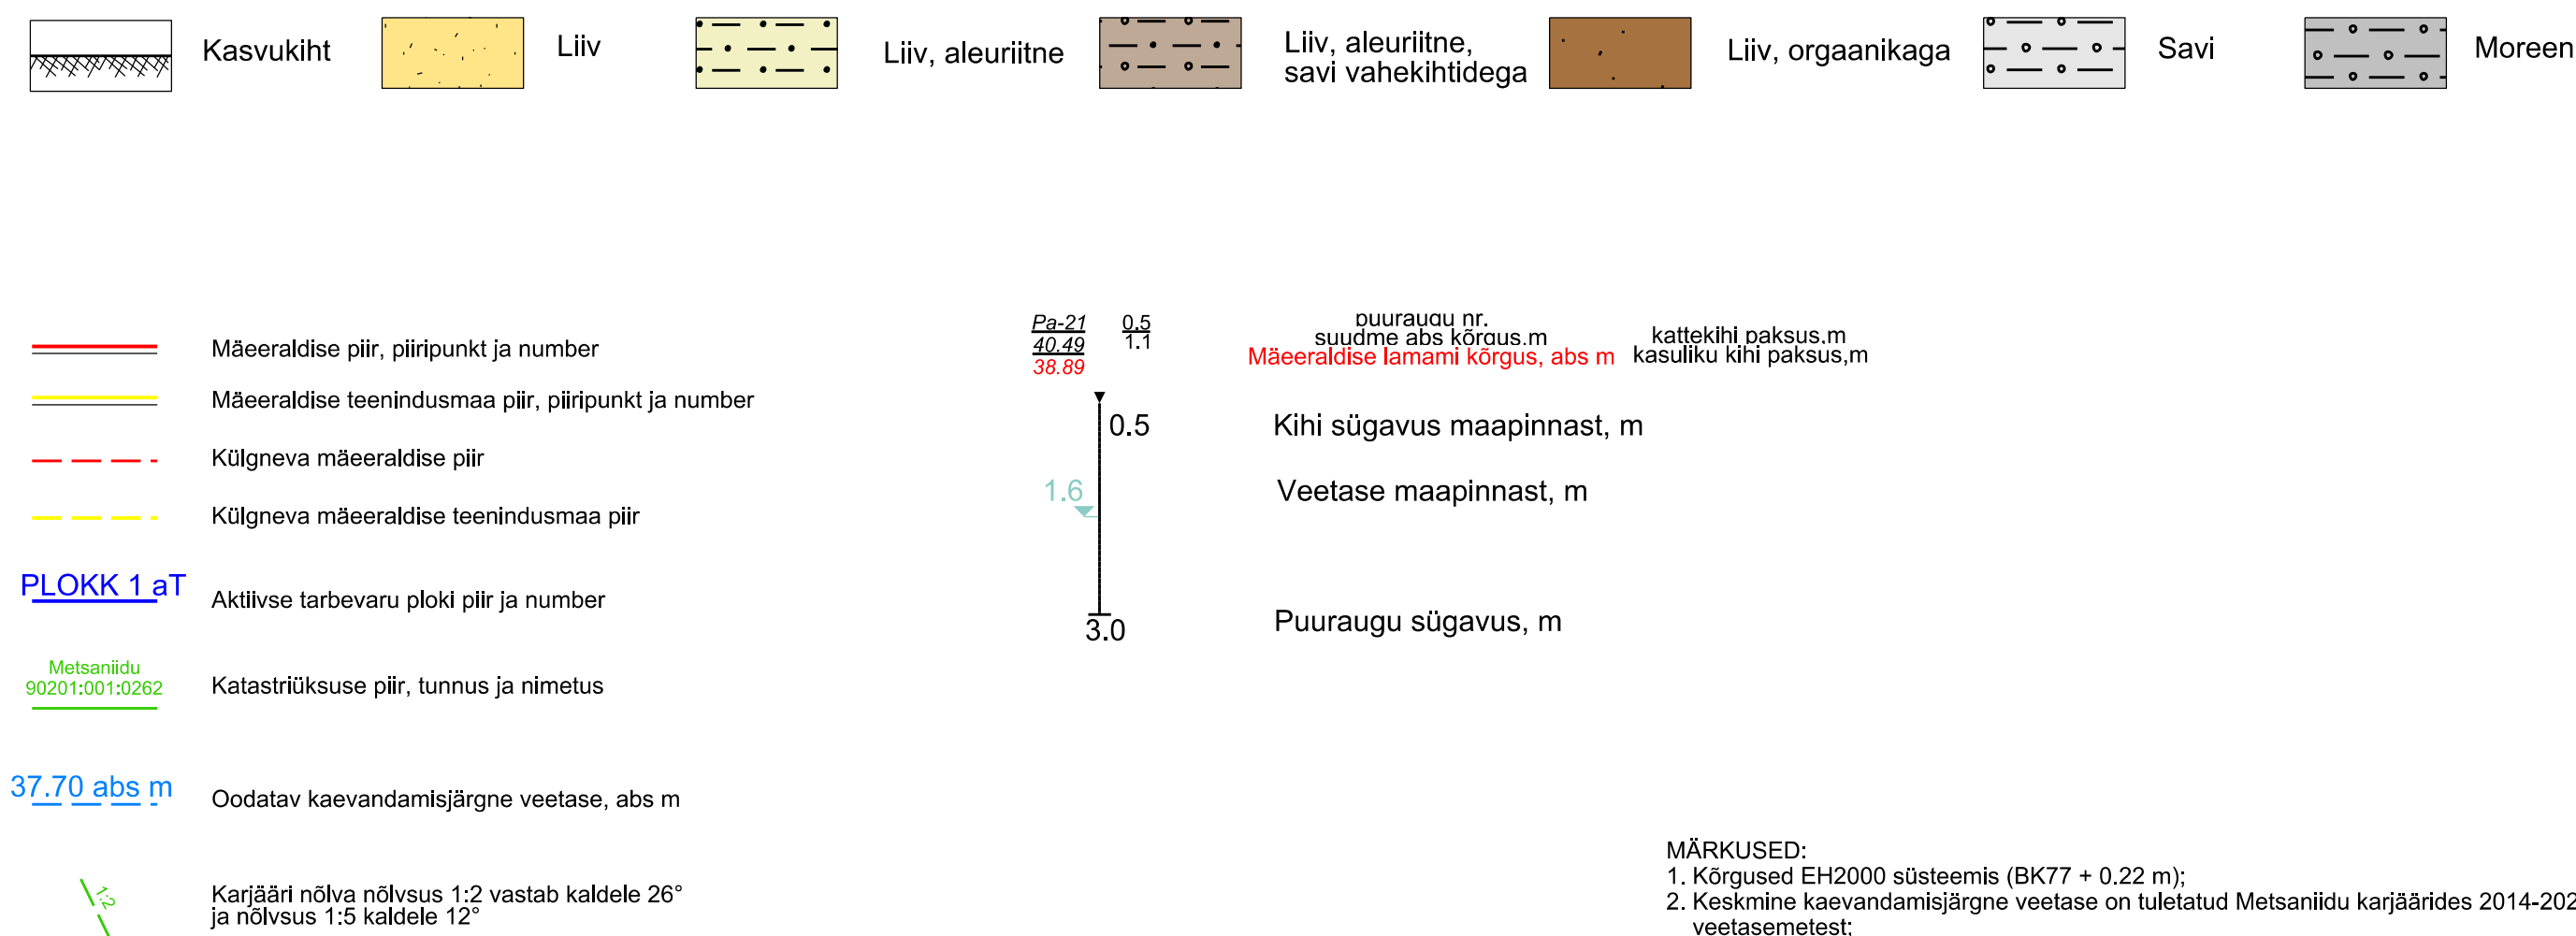 Kasvukiht
Liiv
Liiv, aleuriitne
Liiv, aleuriitne,
savi vahekihtidega
Liiv, orgaanikaga
Savi
Moreen
Mäeeraldise piir, piiripunkt ja number
Mäeeraldise teenindusmaa piir, piiripunkt ja number
Külgneva mäeeraldise piir
Külgneva mäeeraldise teenindusmaa piir
PLOKK 1 aT
Aktiivse tarbevaru ploki piir ja number
Metsaniidu
90201:001:0262
Katastriüksuse piir, tunnus ja nimetus
37.70 abs m
Oodatav kaevandamisjärgne veetase, abs m
1:2
Karjääri nõlva nõlvsus 1:2 vastab kaldele 26°
ja nõlvsus 1:5 kaldele 12°
Pa-21 0.5
40.49 1.1
38.89
puuraugu nr.
suudme abs kõrgus,m
Mäeeraldise lamami kõrgus, abs m
kattekihi paksus,m
kasuliku kihi paksus,m
0.5
Kihi sügavus maapinnast, m
1.6
Veetase maapinnast, m
3.0
Puuraugu sügavus, m
MÄRKUSED:
1. Kõrgused EH2000 süsteemis (BK77 + 0.22 m);
2. Keskmine kaevandamisjärgne veetase on tuletatud Metsaniidu karjäärides 2014-202
veetasemetest;